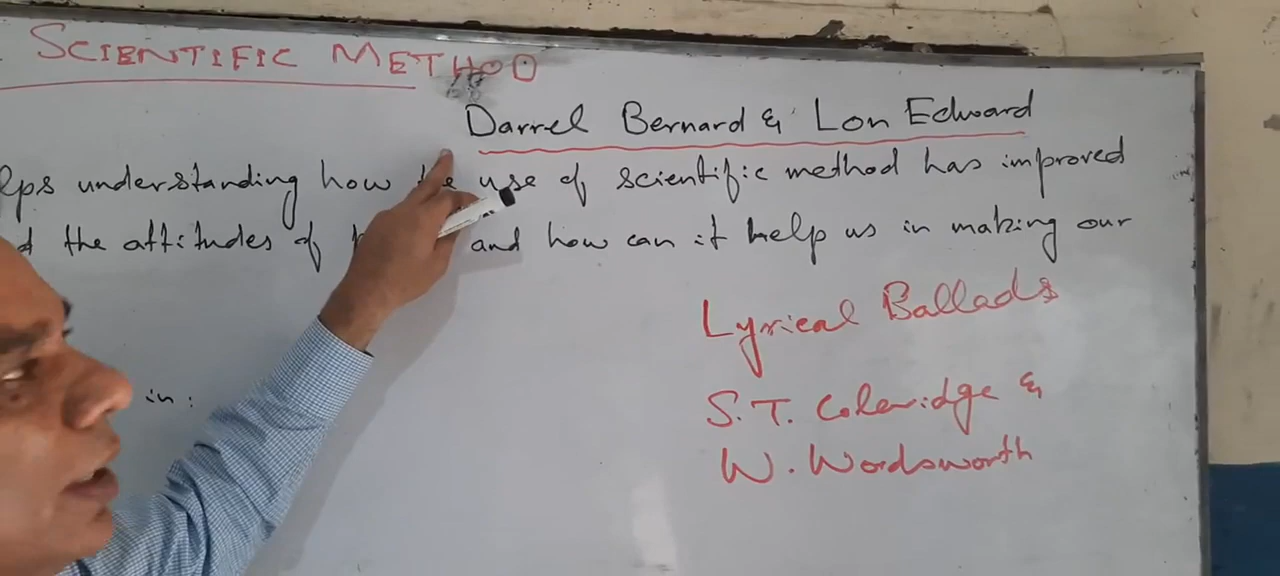 SCIENTIFIC METHOD
Darrel Bernard & Lon Edward
lps understanding how the use of scientific method has improved
the attitudes of and how can it help us in making our
Lyrical Ballads
in:
S.T. Coleridge &
W. Wordsworth